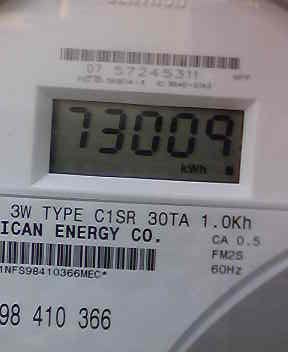 07 57245311
73009
kWh
3W TYPE C1SR 30TA 1.0Kh
ICAN ENERGY CO.
CA 0.5
FM2S
60Hz
1NFS98410366MEC*
98 410 366